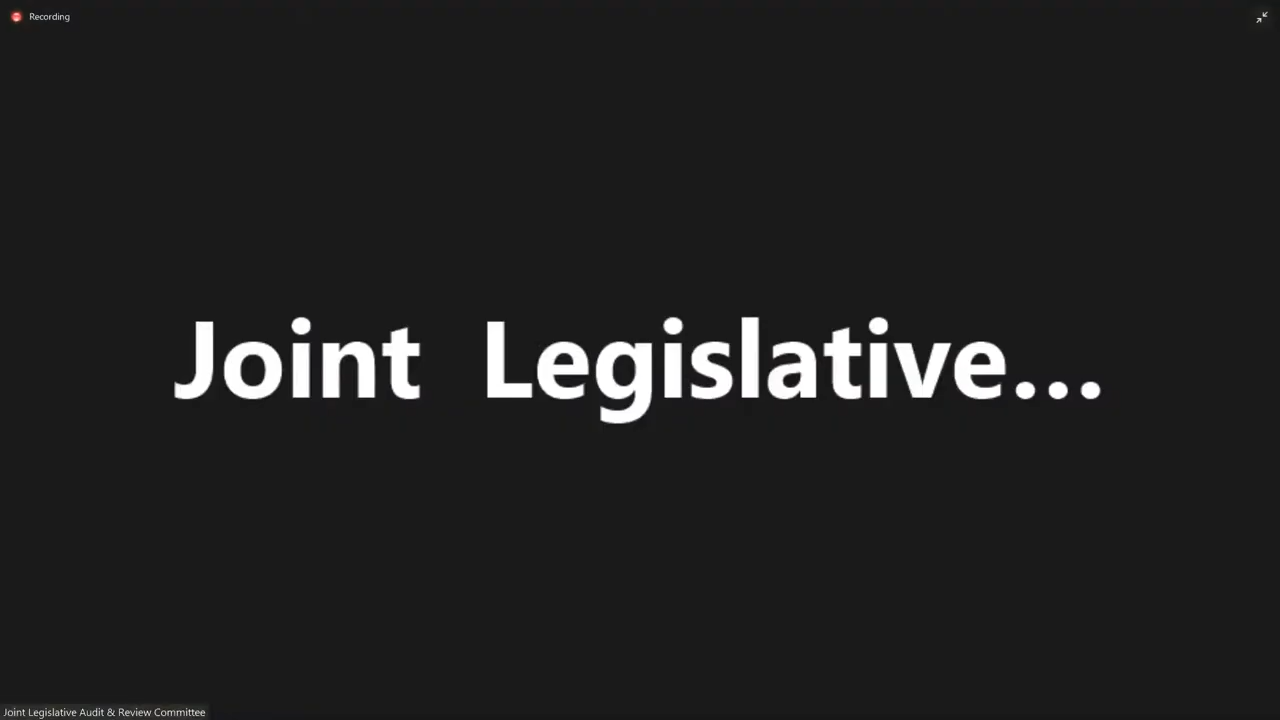 Recording
Joint Legislative...
Joint Legislative Audit & Review Committee